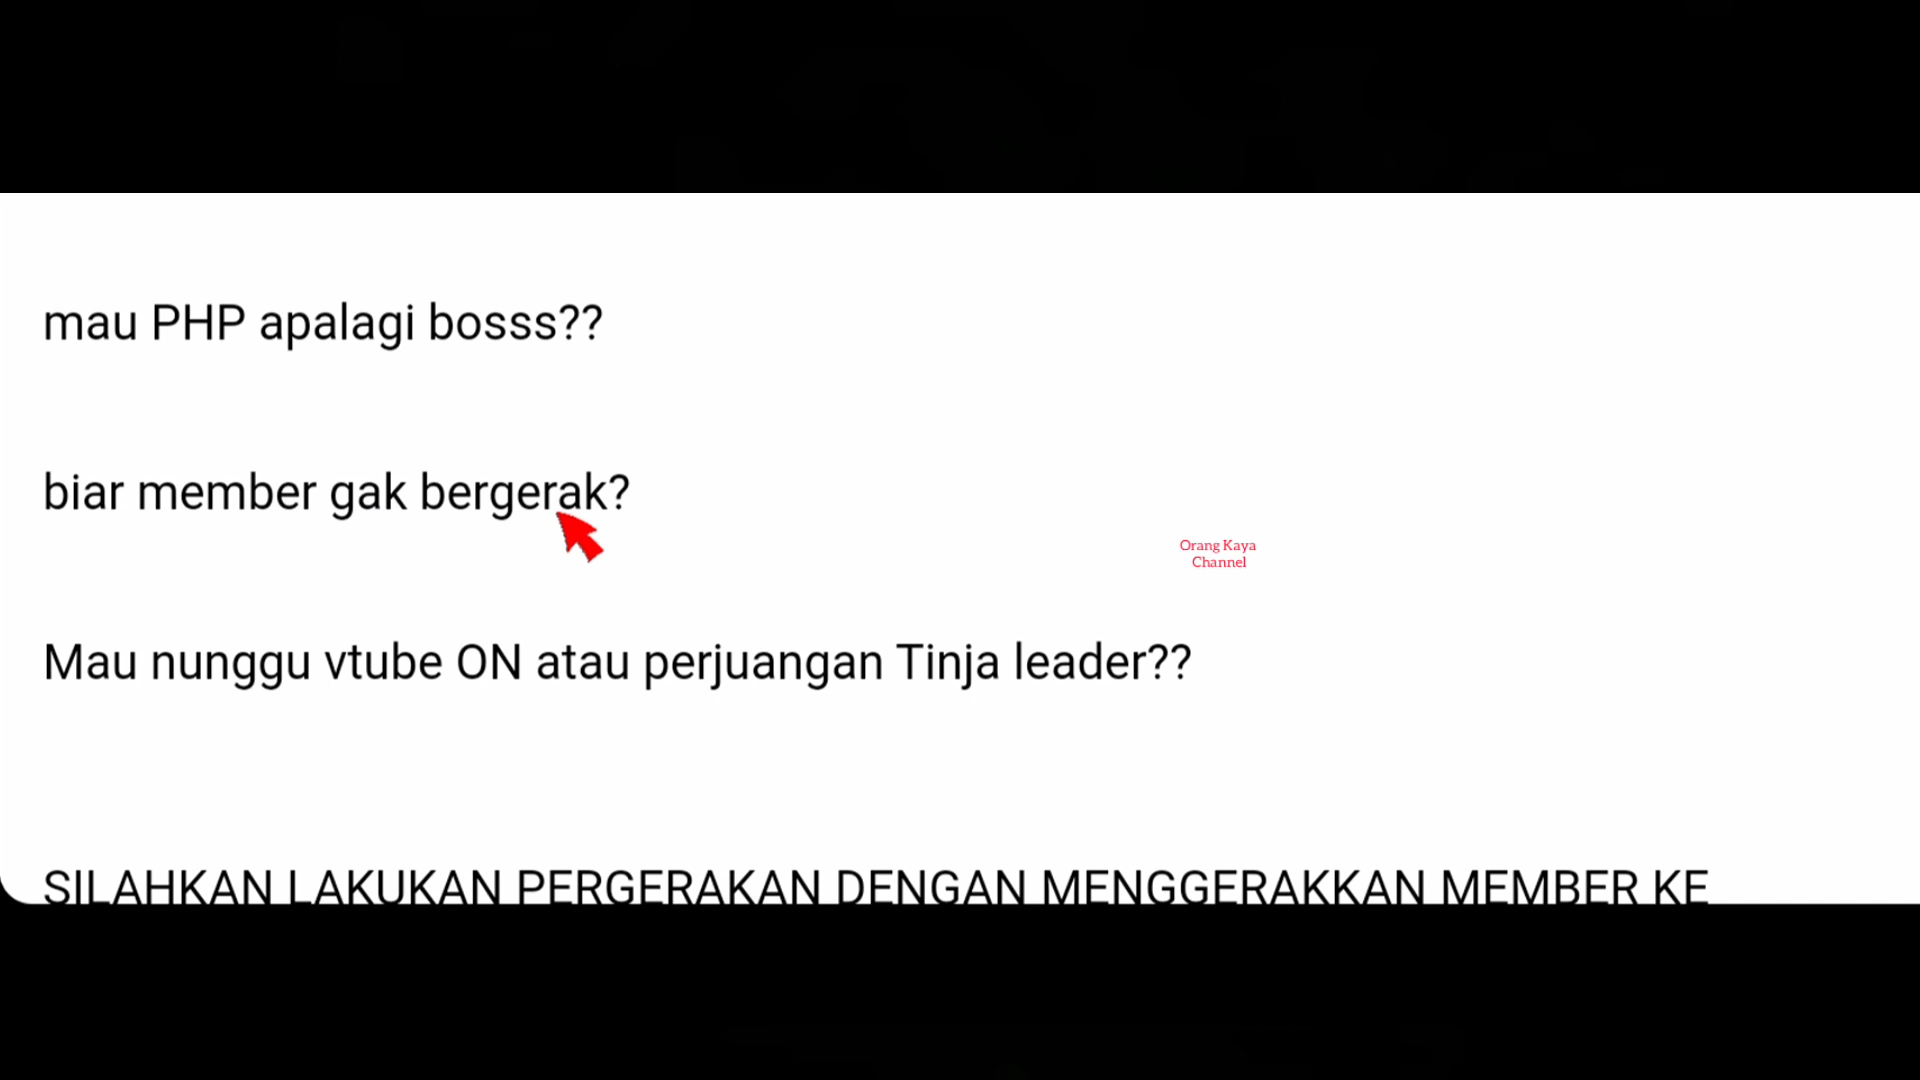 mau PHP apalagi bosss??
biar member gak bergerak?
Orang Kaya
Channel
Mau nunggu vtube ON atau perjuangan Tinja leader??
SILAHKAN LAKUKAN PERGERAKAN DENGAN MENGGERAKKAN MEMBER KE